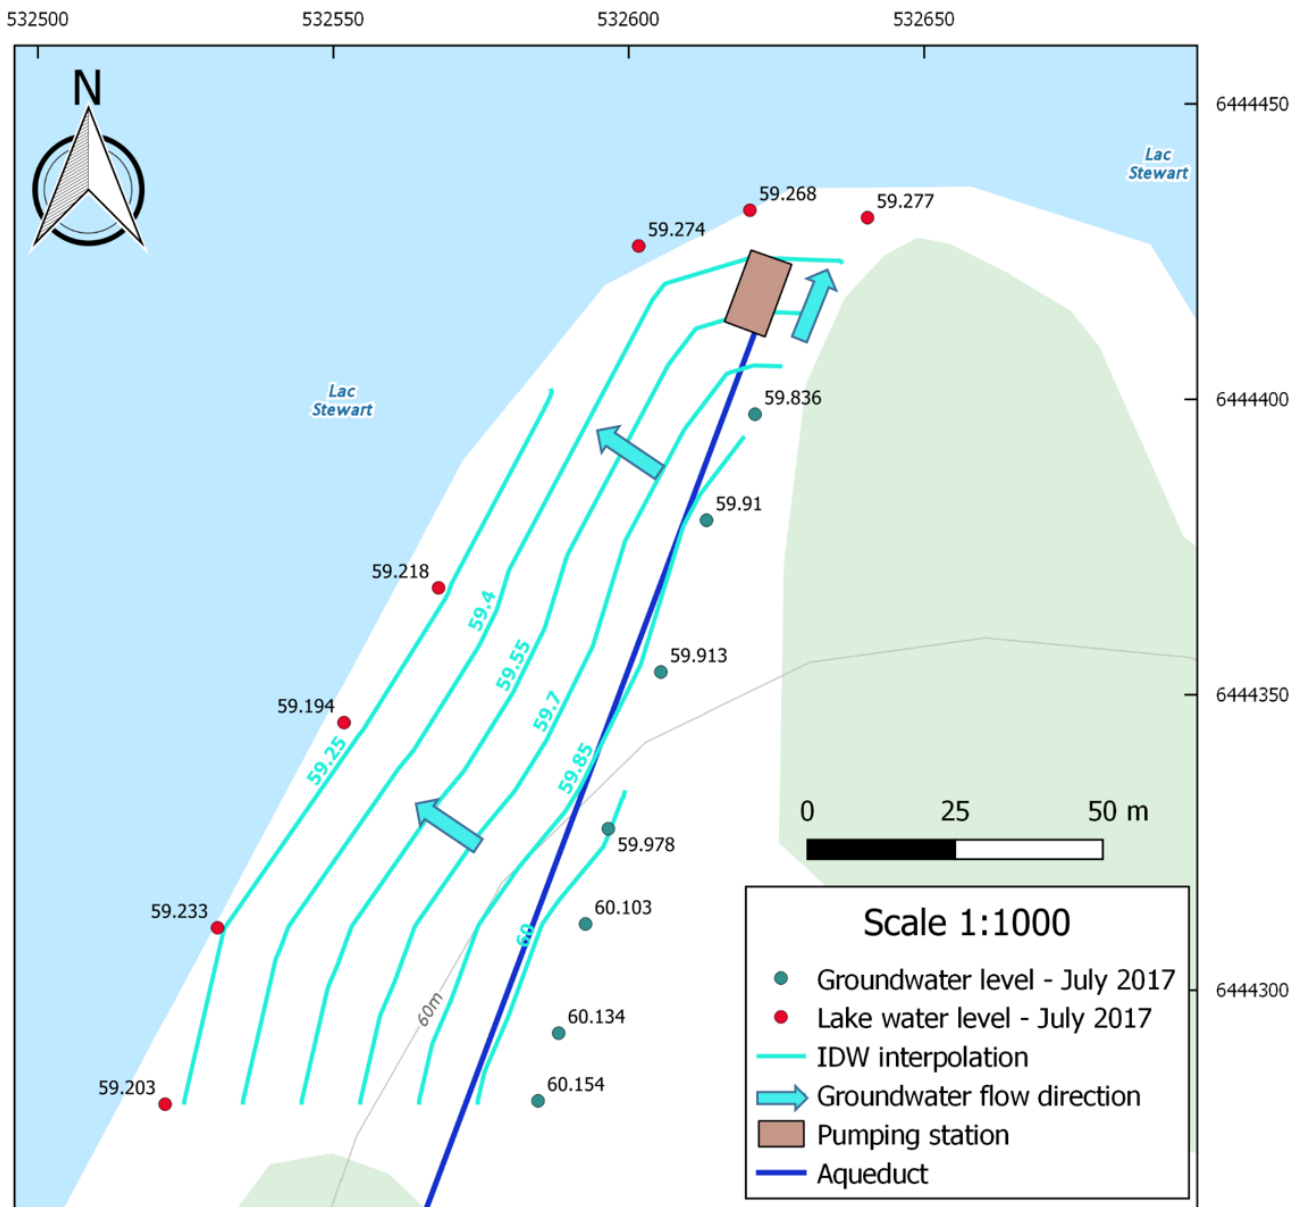 532500
532550
532600
532650
N
6444450
Lac
Stewart
59.268
59.277
59.274
Lac
Stewart
59.836
6444400
59.91
59.218
59.4
59.55
59.913
59.194
59.7
6444350
59.25
59.85
0 25 50 m
59.978
59.233
60.103
60
60m
60.134
59.203
60.154
6444300
Scale 1:1000
Groundwater level - July 2017
Lake water level - July 2017
IDW interpolation
Groundwater flow direction
Pumping station
Aqueduct